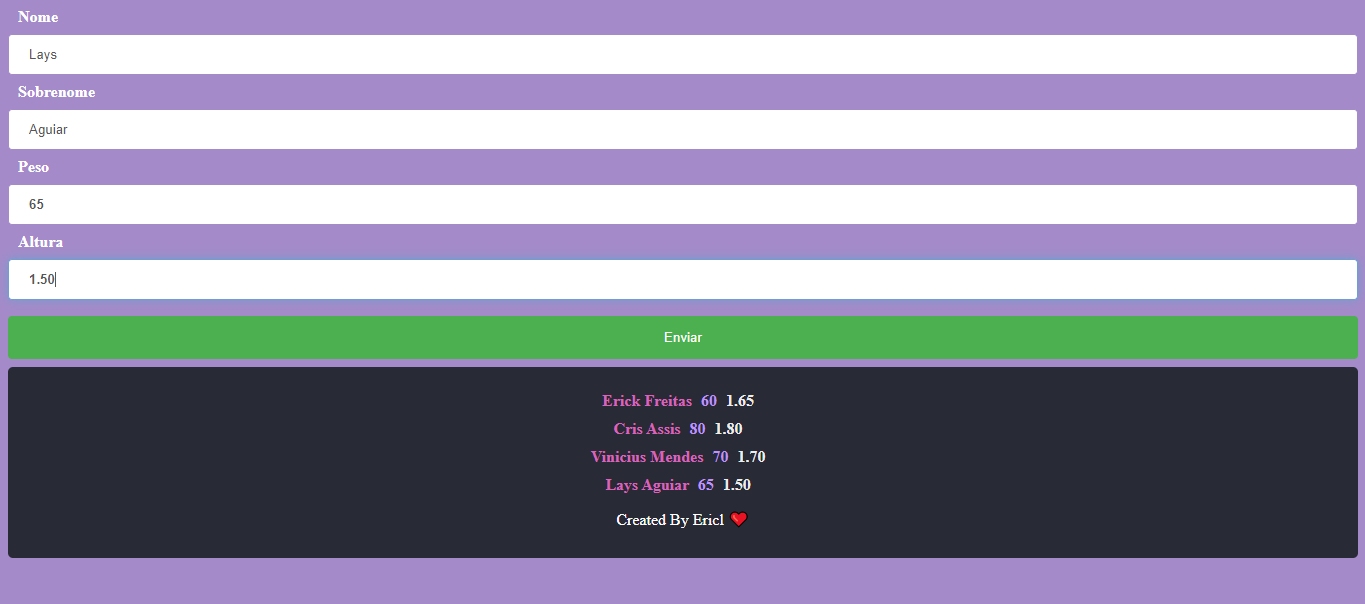 Nome
Lays
Sobrenome
Aguiar
Peso
65
Altura
1.50
Enviar
Erick Freitas 60 1.65
Cris Assis 80 1.80
Vinicius Mendes 70 1.70
Lays Aguiar 65 1.50
Created By Ericl ❤